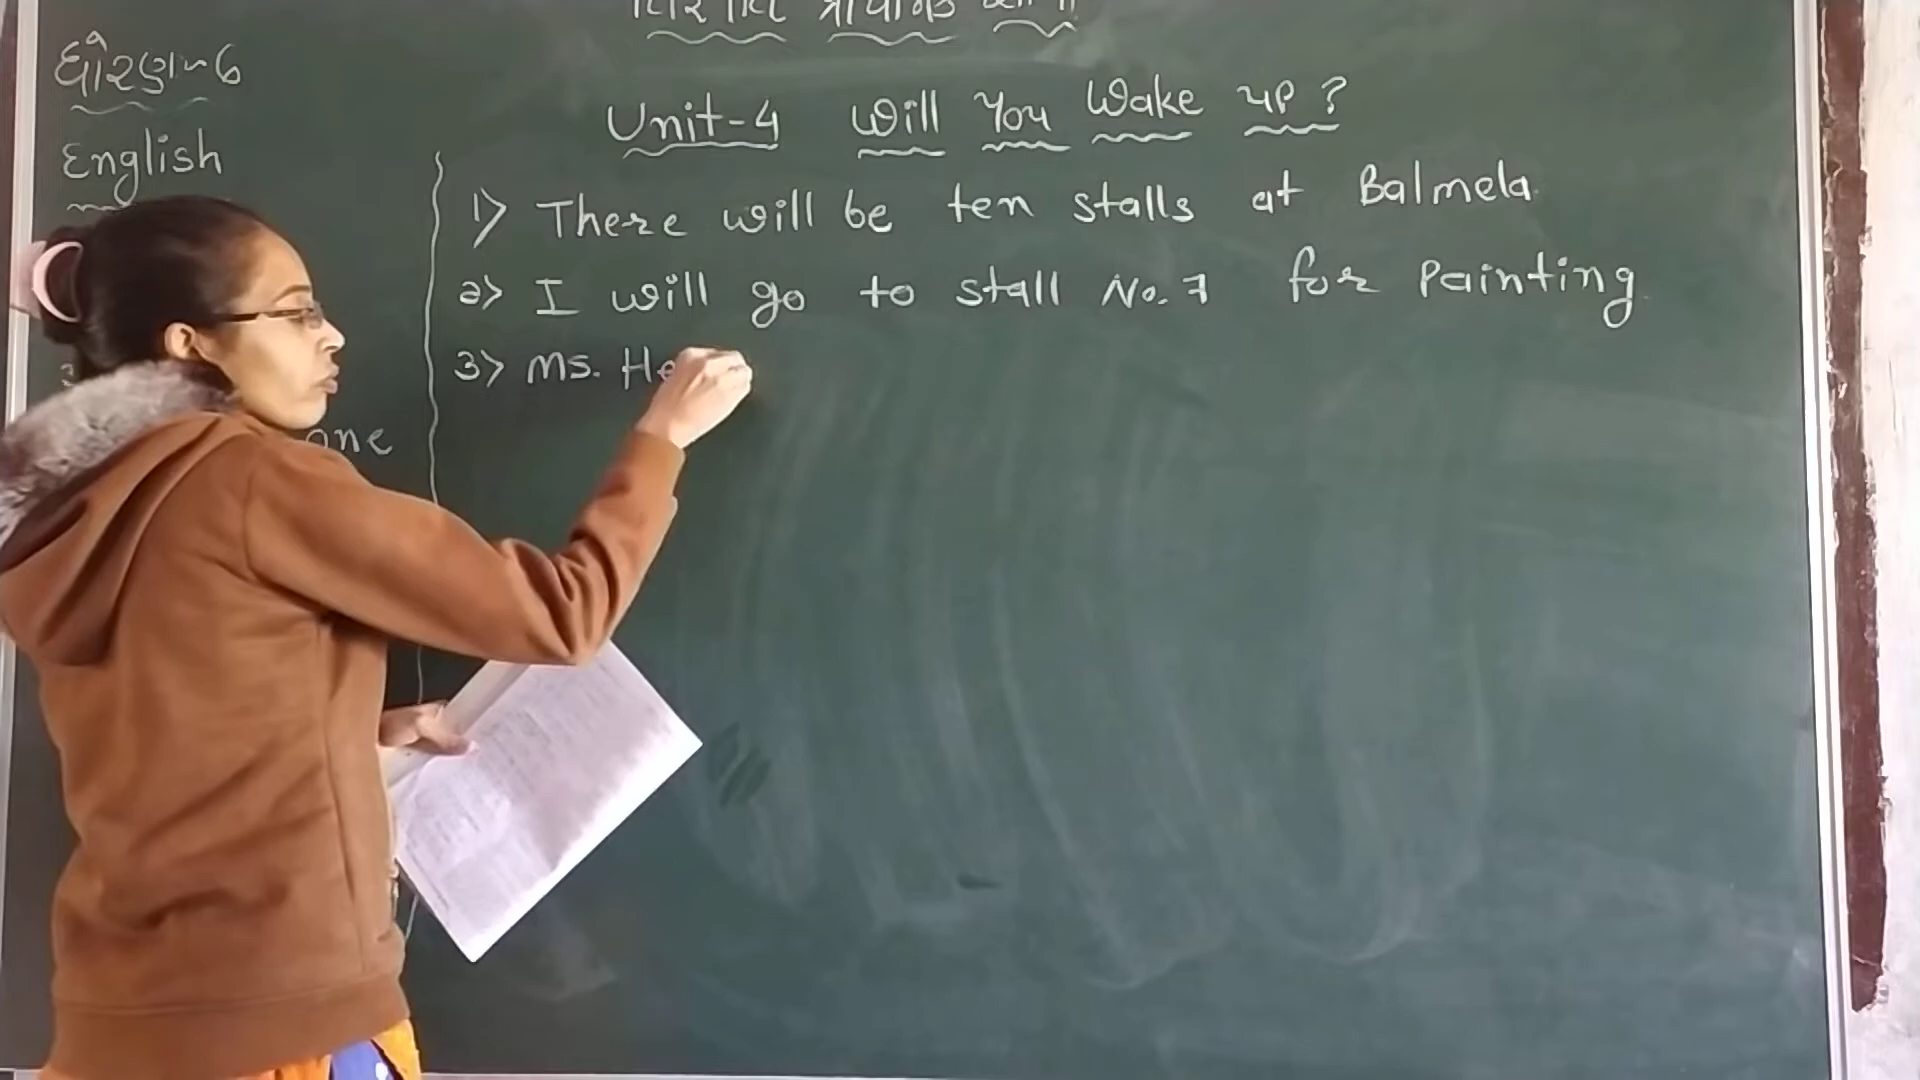 ધોરણ-6
English
one
Unit-4 Will You Wake up?
1> There will be ten stalls at Balmela.
2> I will go to stall No. 7 for Painting.
3> Ms. He